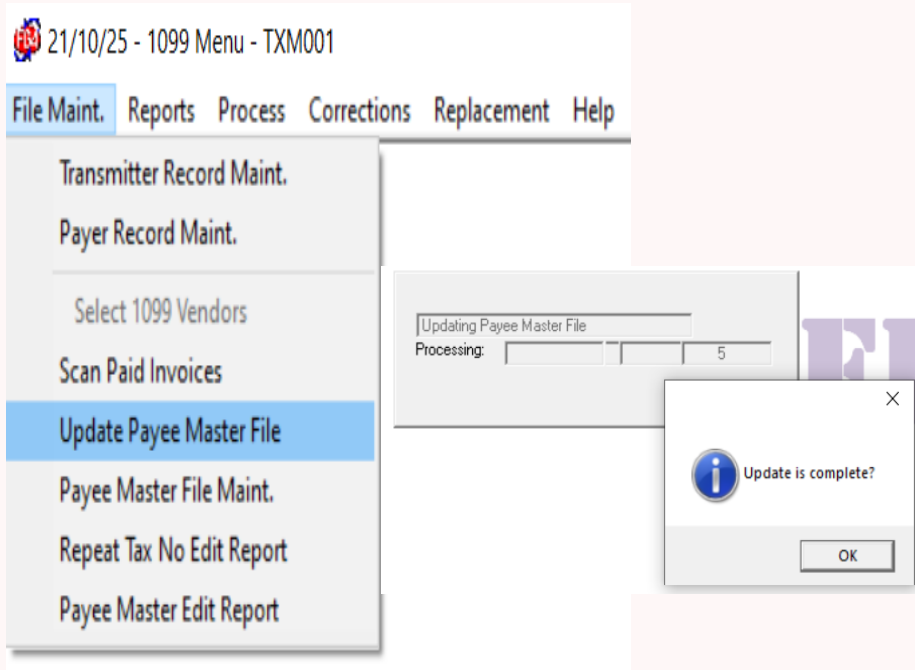 21/10/25 - 1099 Menu - TXM001
File Maint. Reports Process Corrections Replacement Help
Transmitter Record Maint.
Payer Record Maint.
Select 1099 Vendors
Scan Paid Invoices
Update Payee Master File
Payee Master File Maint.
Repeat Tax No Edit Report
Payee Master Edit Report
Updating Payee Master File
Processing: 5
Update is complete?
OK